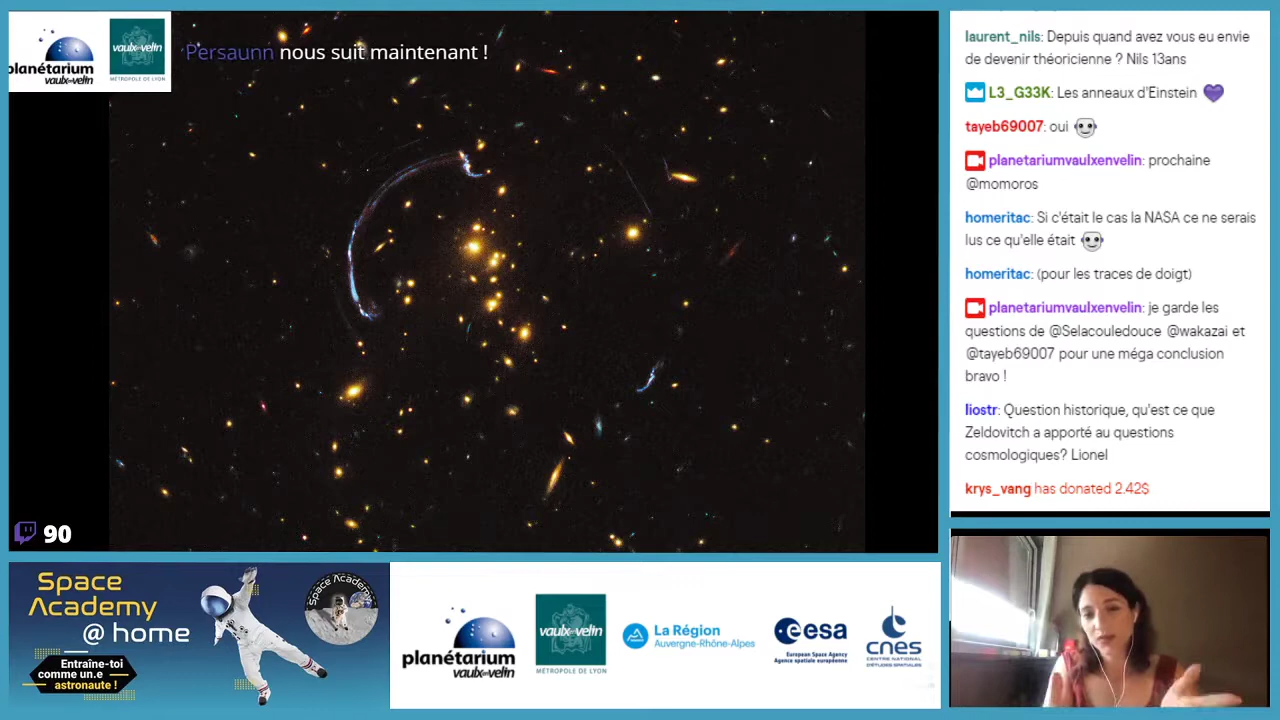 planétarium
vaulx en velin
vaulx-en-velin
MÉTROPOLE DE LYON
Persaunn nous suit maintenant !
90
laurent_nils: Depuis quand avez vous eu envie
de devenir théoricienne ? Nils 13ans
L3_G33K: Les anneaux d'Einstein
tayeb69007: oui
planetariumvaulxenvelin: prochaine
@momoros
homeritac: Si c'était le cas la NASA ce ne serais
lus ce qu'elle était
homeritac: (pour les traces de doigt)
planetariumvaulxenvelin: je garde les
questions de @Selacouledouce @wakazai et
@tayeb69007 pour une méga conclusion
bravo !
liostr: Question historique, qu'est ce que
Zeldovitch a apporté au questions
cosmologiques? Lionel
krys_vang has donated 2.42$
Space
Academy
@ home
Entraîne-toi
comme un.e
astronaute !
Space Academy
planétarium
vaulx en velin
vaulx-en-velin
MÉTROPOLE DE LYON
La Région
Auvergne-Rhône-Alpes
esa
European Space Agency
Agence spatiale européenne
cnes
CENTRE NATIONAL
D'ÉTUDES SPATIALES